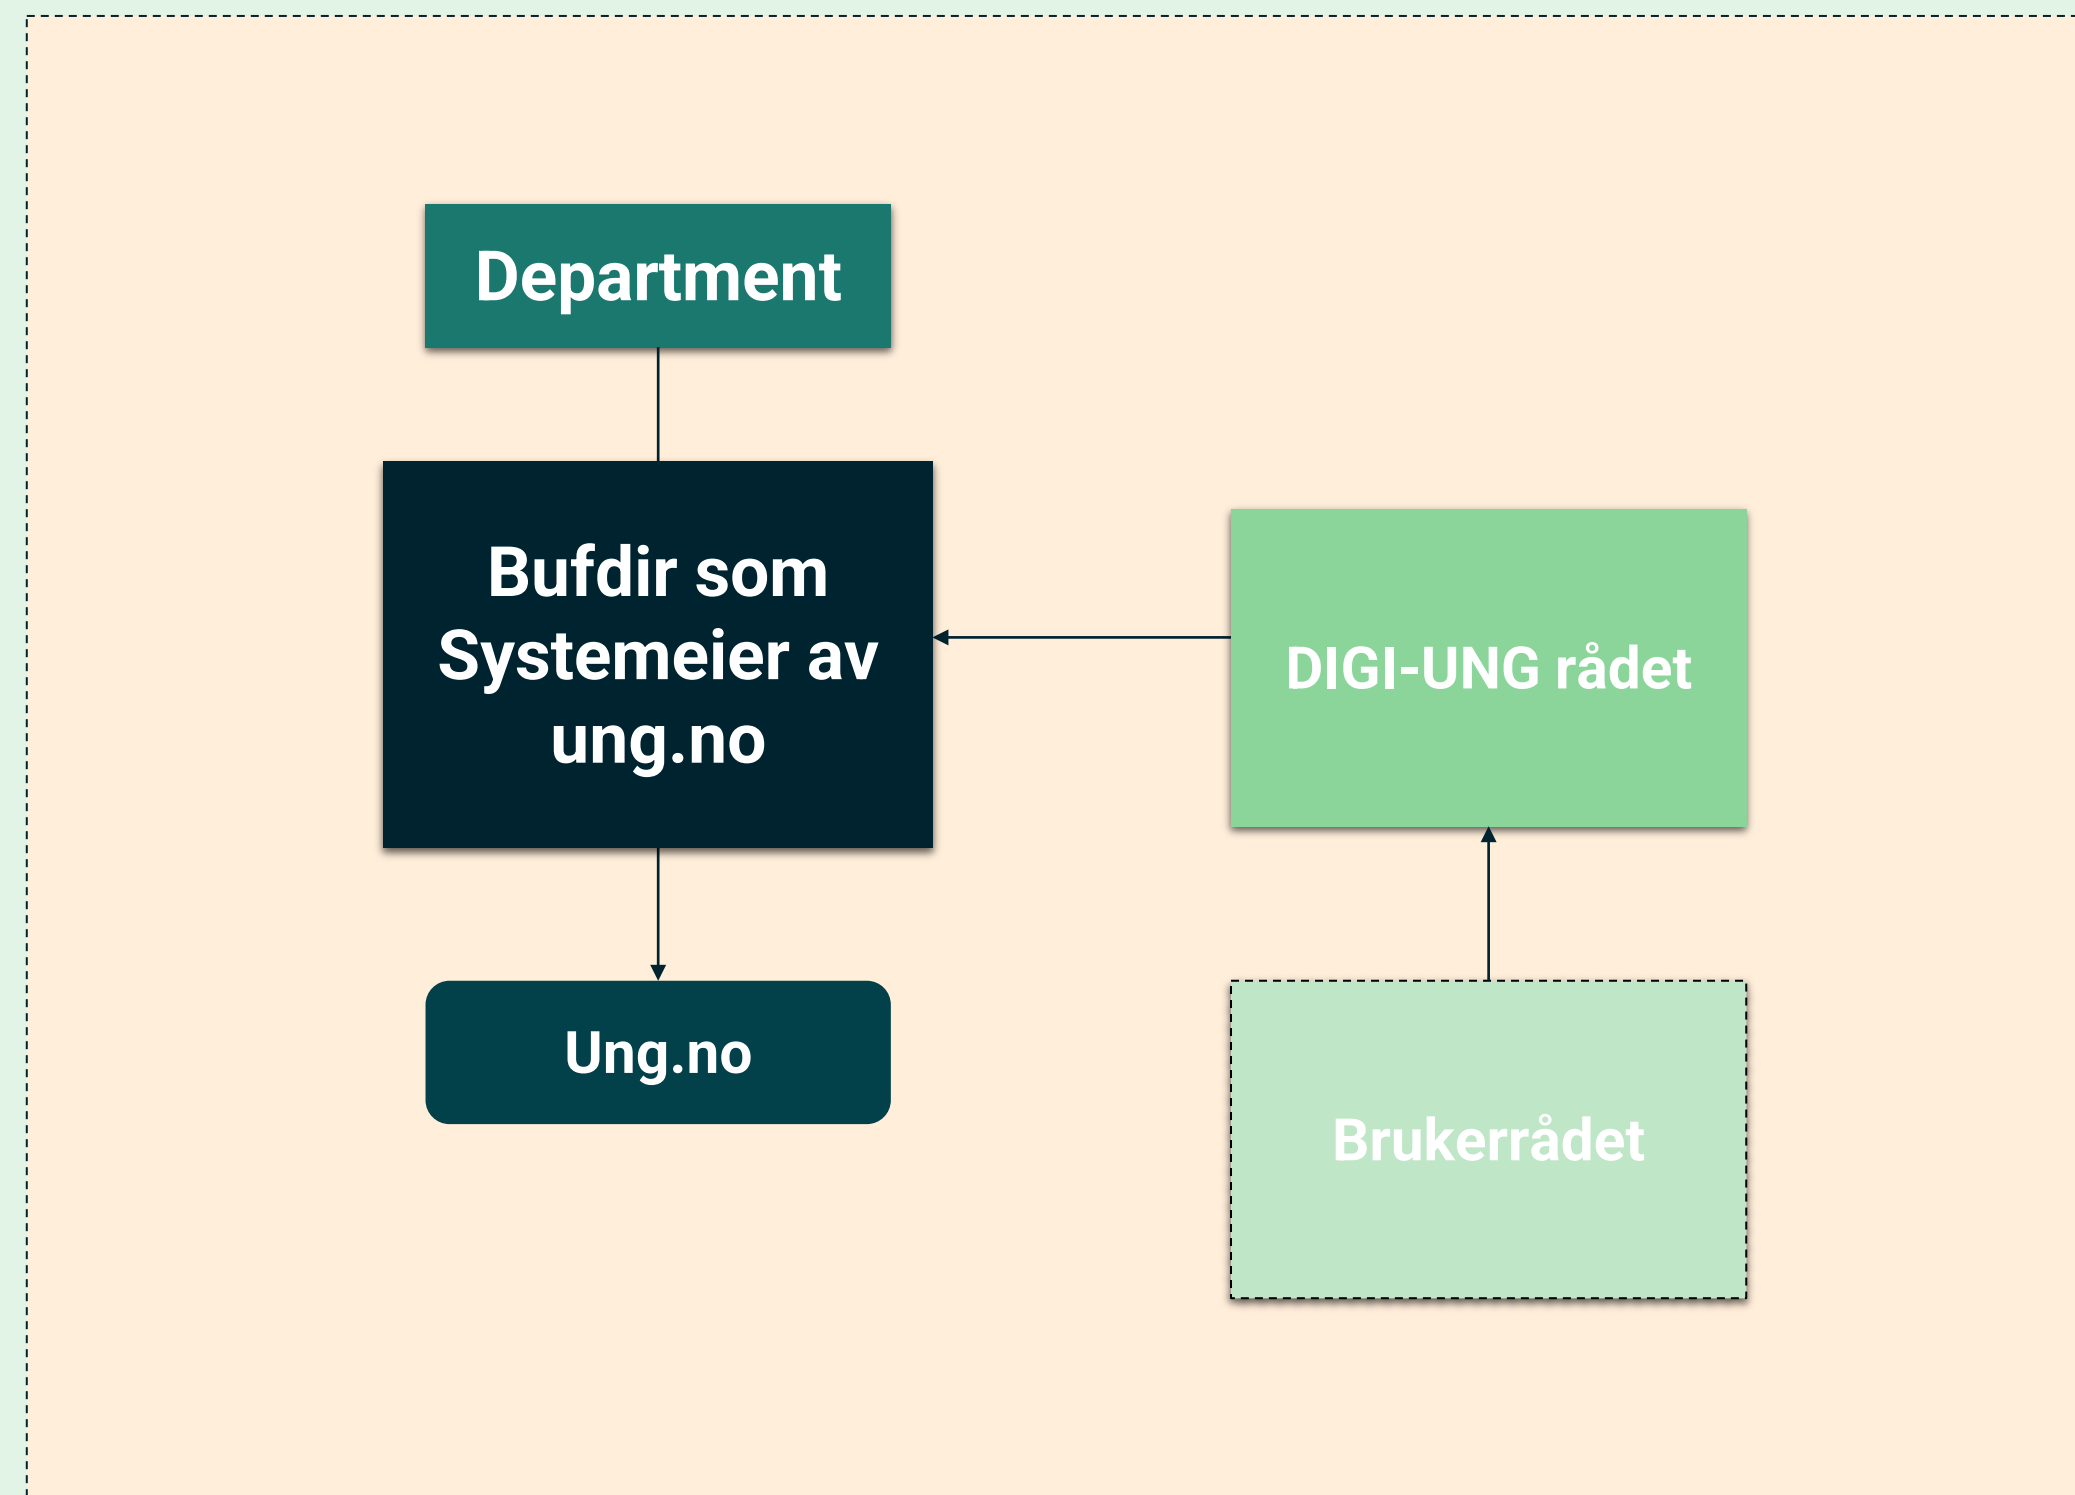 Department
Bufdir som
Systemeier av
ung.no
DIGI-UNG rådet
Ung.no
Brukerrådet